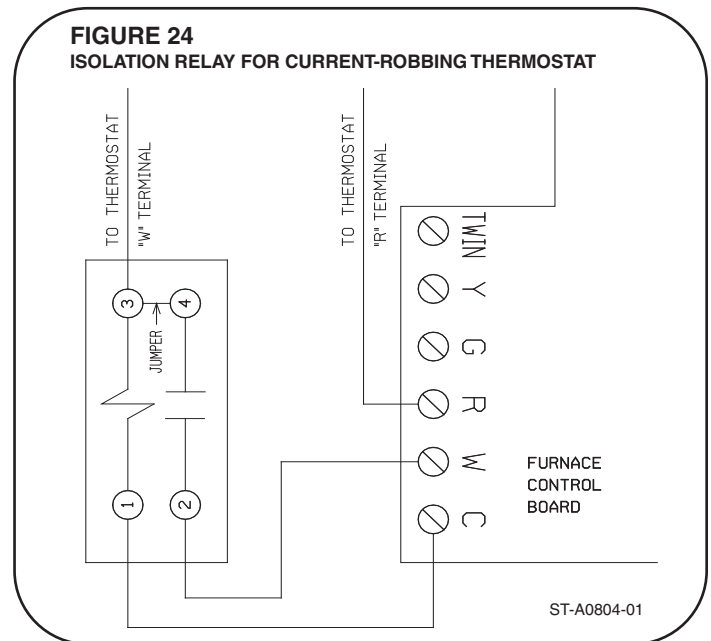 FIGURE 24
ISOLATION RELAY FOR CURRENT-ROBBING THERMOSTAT
TO THERMOSTAT
"W" TERMINAL
TO THERMOSTAT
"R" TERMINAL
3
4
JUMPER
1
2
TWIN
Y
G
R
W
C
FURNACE
CONTROL
BOARD
ST-A0804-01